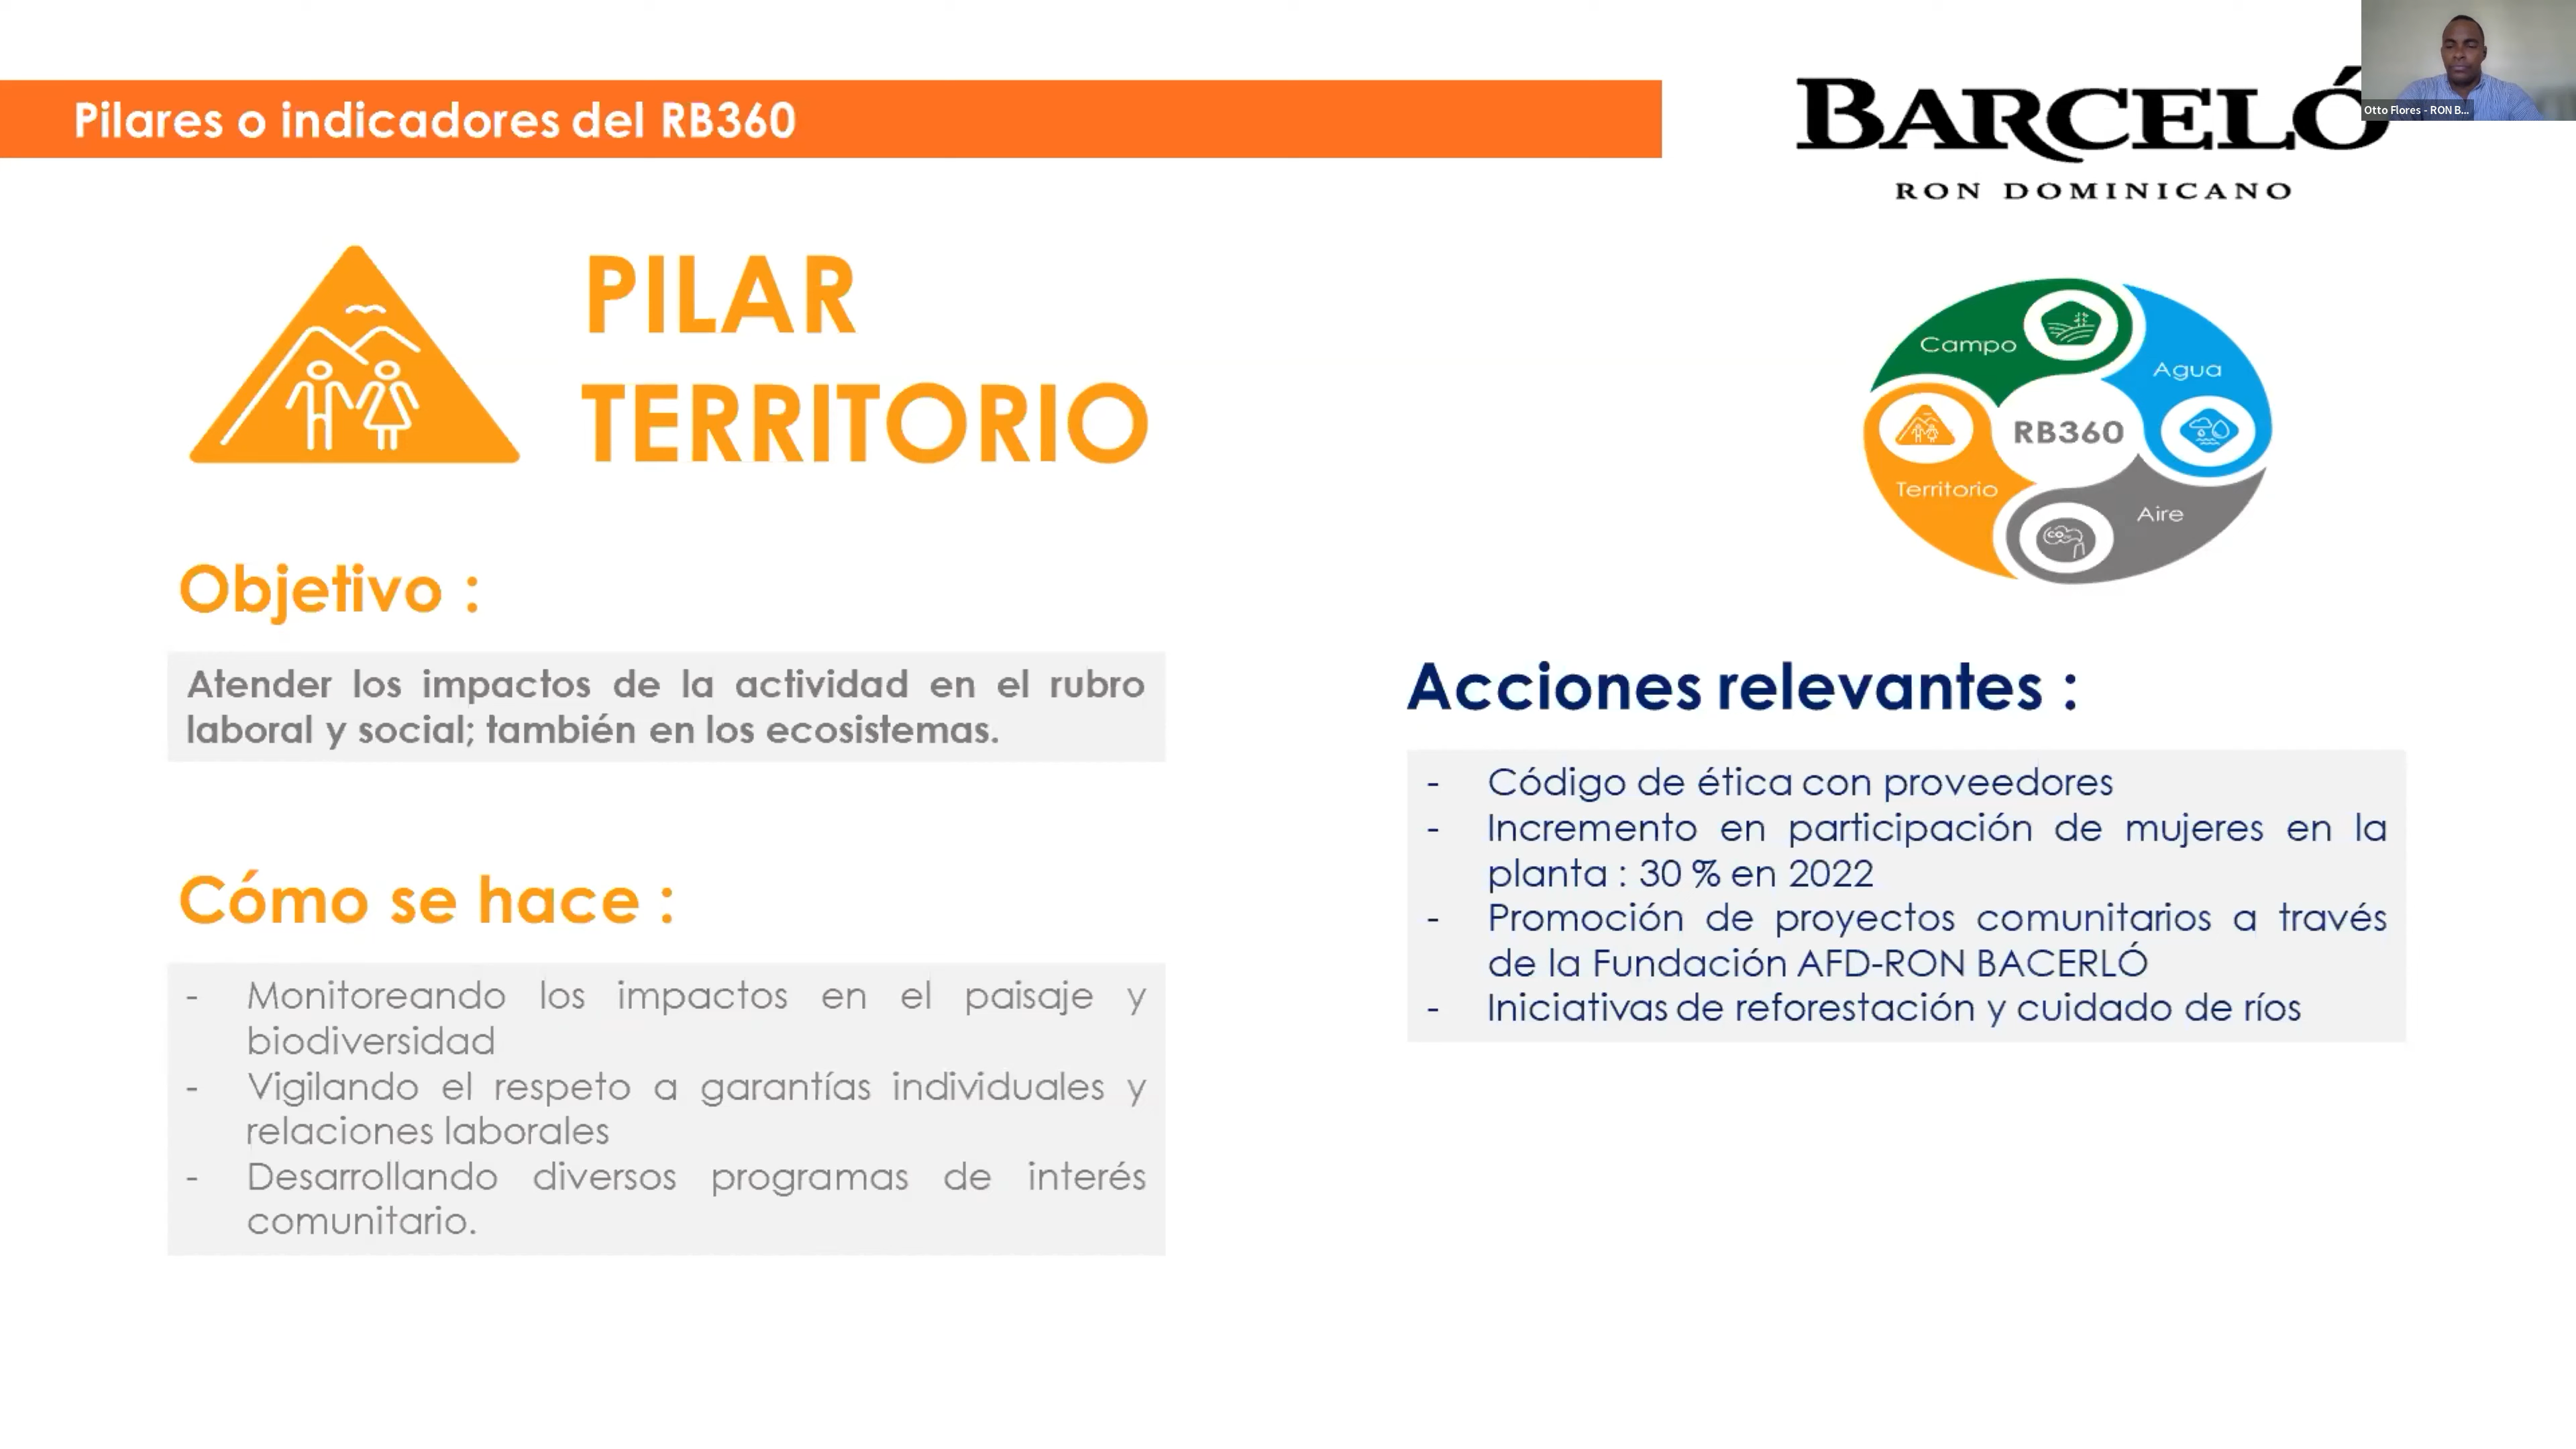 Pilares o indicadores del RB360
BARCELÓ
RON DOMINICANO
Otto Flores - RON B...
PILAR
TERRITORIO
Campo
Agua
RB360
Territorio
Aire
CO
Objetivo :
Atender los impactos de la actividad en el rubro
laboral y social; también en los ecosistemas.
Cómo se hace :
- Monitoreando los impactos en el paisaje y
biodiversidad
- Vigilando el respeto a garantías individuales y
relaciones laborales
- Desarrollando diversos programas de interés
comunitario.
Acciones relevantes :
- Código de ética con proveedores
- Incremento en participación de mujeres en la
planta : 30 % en 2022
- Promoción de proyectos comunitarios a través
de la Fundación AFD-RON BACERLÓ
- Iniciativas de reforestación y cuidado de ríos